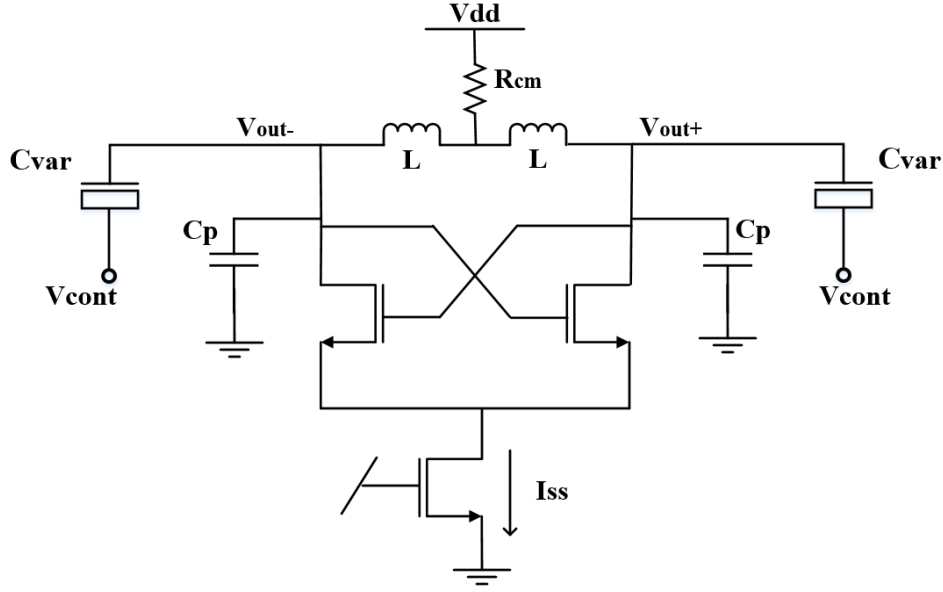 Vdd
Rcm
Vout-
Vout+
Cvar
L
L
Cvar
Cp
Cp
Vcont
Vcont
Iss